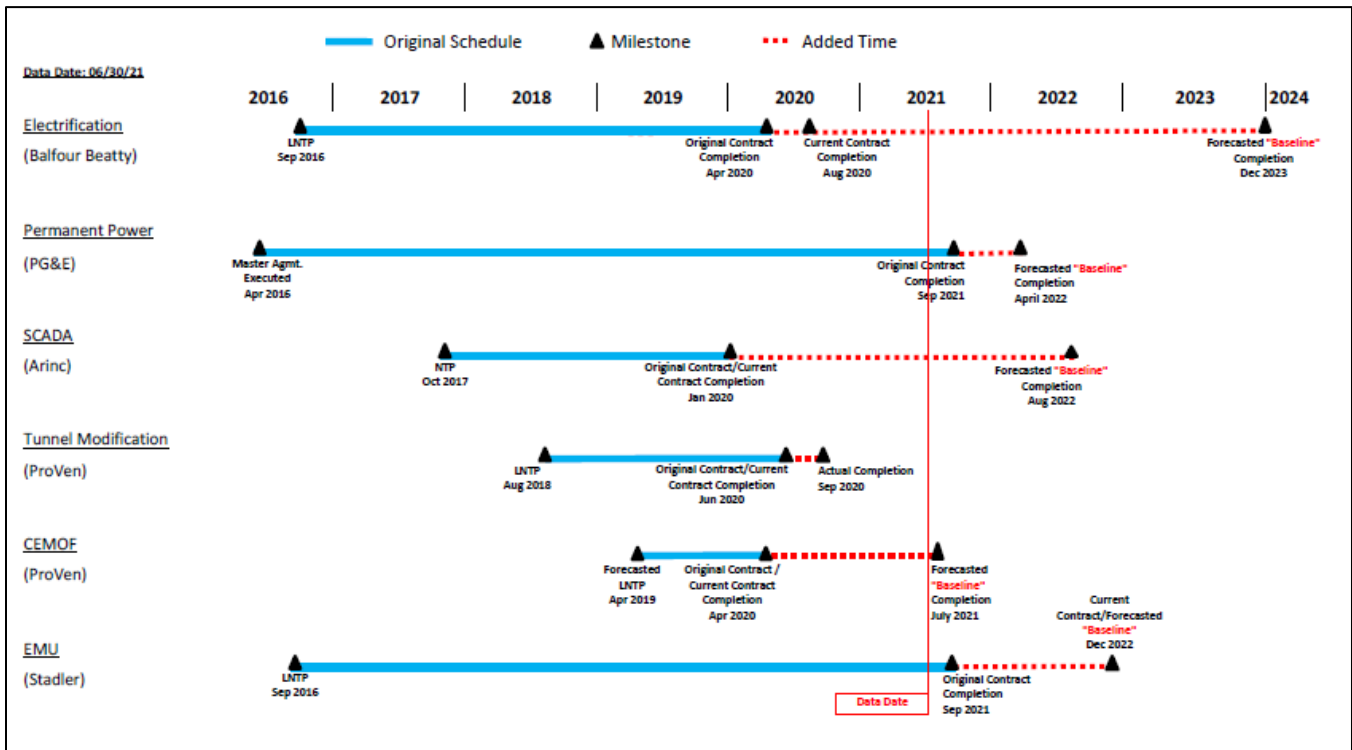 Original Schedule Milestone Added Time
Data Date: 06/30/21
2016 2017 2018 2019 2020 2021 2022 2023 2024
Electrification
(Balfour Beatty)
LNTP
Sep 2016
Original Contract
Completion
Apr 2020
Current Contract
Completion
Aug 2020
Forecasted "Baseline"
Completion
Dec 2023
Permanent Power
(PG&E)
Master Agmt.
Executed
Apr 2016
Original Contract
Completion
Sep 2021
Forecasted "Baseline"
Completion
April 2022
SCADA
(Arinc)
NTP
Oct 2017
Original Contract/Current
Contract Completion
Jan 2020
Forecasted "Baseline"
Completion
Aug 2022
Tunnel Modification
(ProVen)
LNTP
Aug 2018
Original Contract/Current
Contract Completion
Jun 2020
Actual Completion
Sep 2020
CEMOF
(ProVen)
Forecasted
LNTP
Apr 2019
Original Contract /
Current Contract
Completion
Apr 2020
Forecasted
"Baseline"
Completion
July 2021
Current
Contract/Forecasted
"Baseline"
Dec 2022
EMU
(Stadler)
LNTP
Sep 2016
Original Contract
Completion
Sep 2021
Data Date